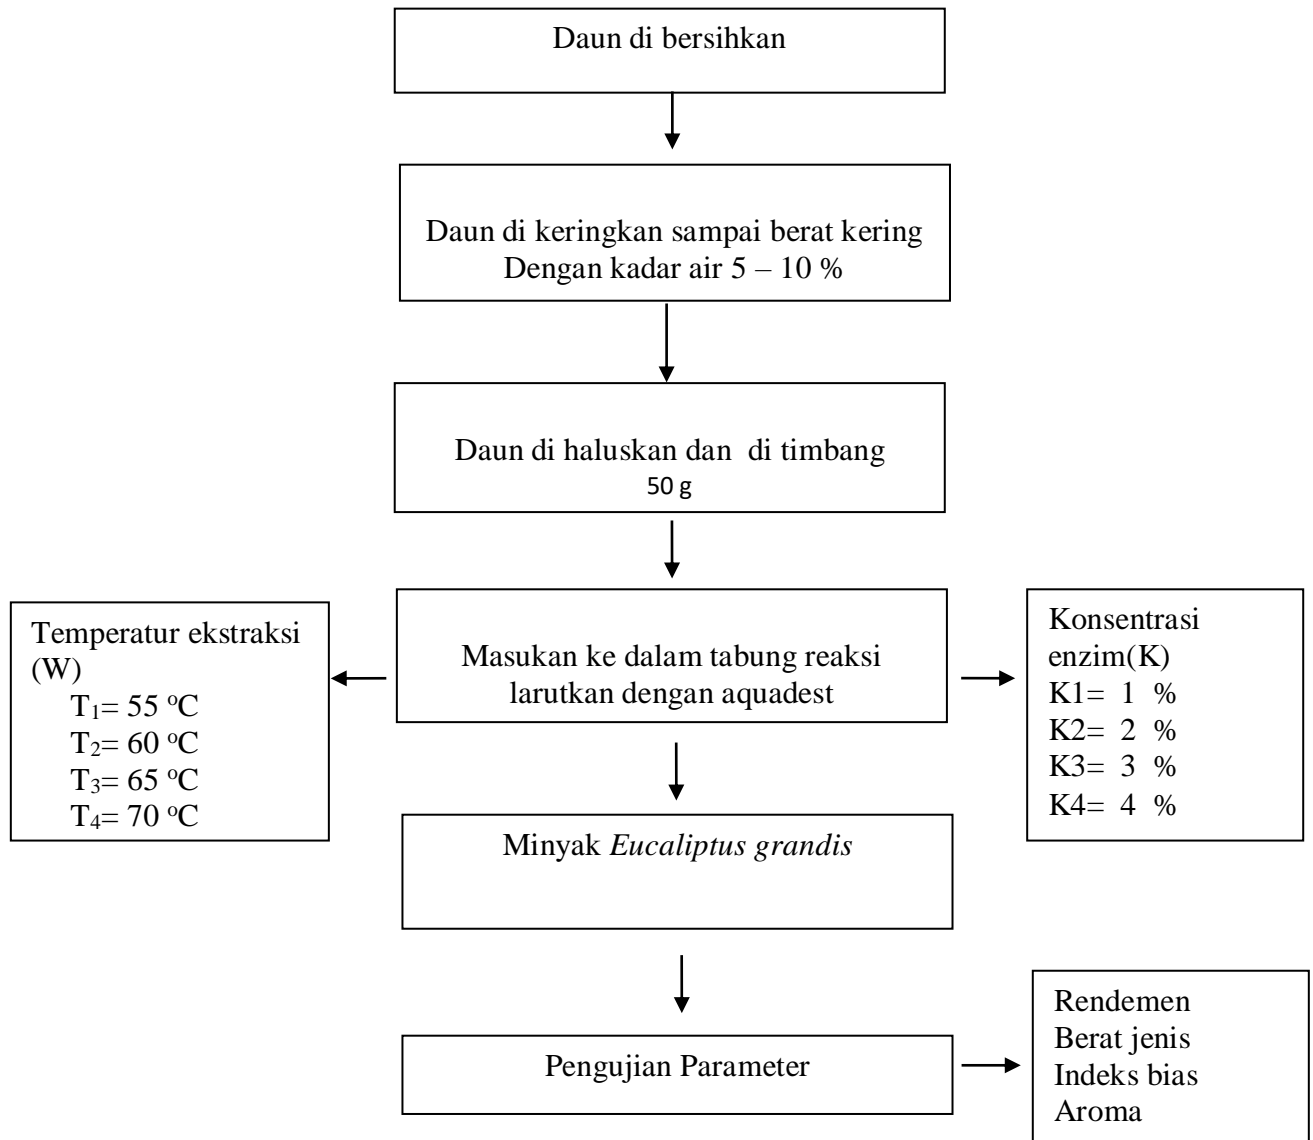 Daun di bersihkan
Daun di keringkan sampai berat kering
Dengan kadar air 5 – 10 %
Daun di haluskan dan  di timbang
50 g
Masukan ke dalam tabung reaksi
larutkan dengan aquadest
Temperatur ekstraksi
(W)
T₁= 55 ºC
T₂= 60 ºC
T₃= 65 ºC
T₄= 70 ºC
Konsentrasi
enzim(K)
K1=  1  %
K2=  2  %
K3=  3  %
K4=  4  %
Minyak Eucaliptus grandis
Pengujian Parameter
Rendemen
Berat jenis
Indeks bias
Aroma